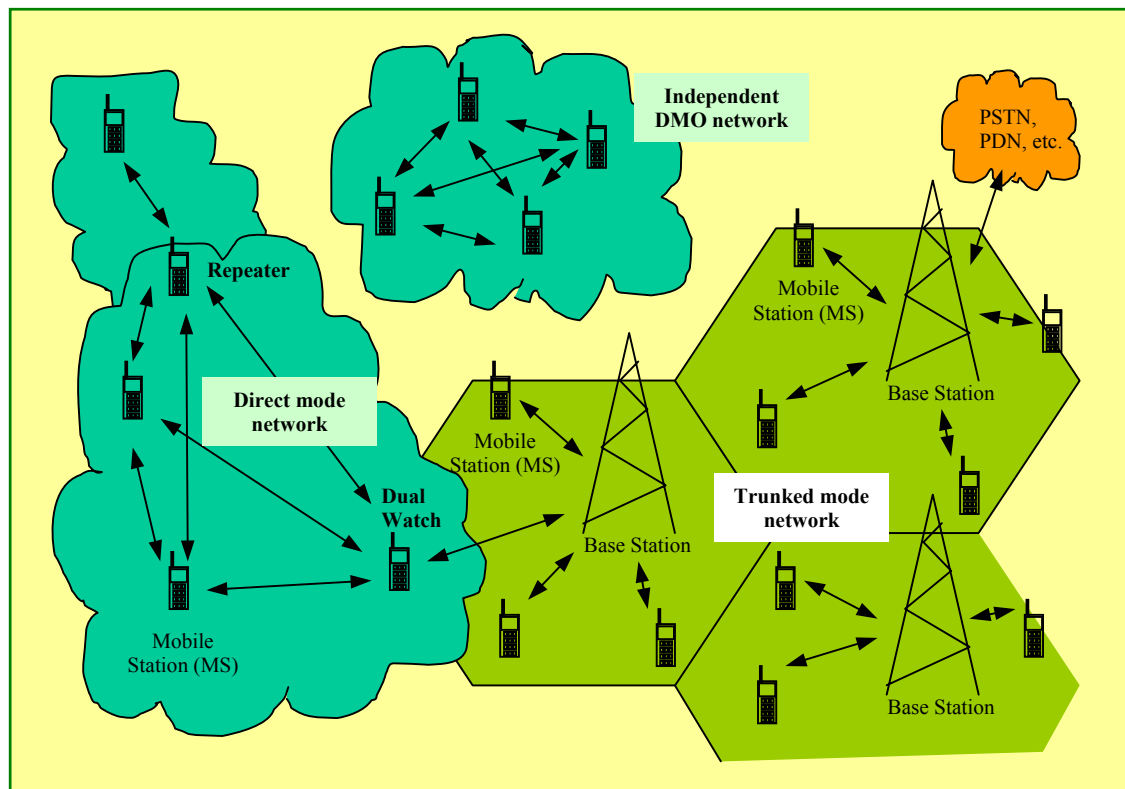 Independent
DMO network
PSTN,
PDN, etc.
Repeater
Mobile
Station (MS)
Direct mode
network
Base Station
Mobile
Station (MS)
Dual
Watch
Trunked mode
network
Base Station
Mobile
Station (MS)
Base Station